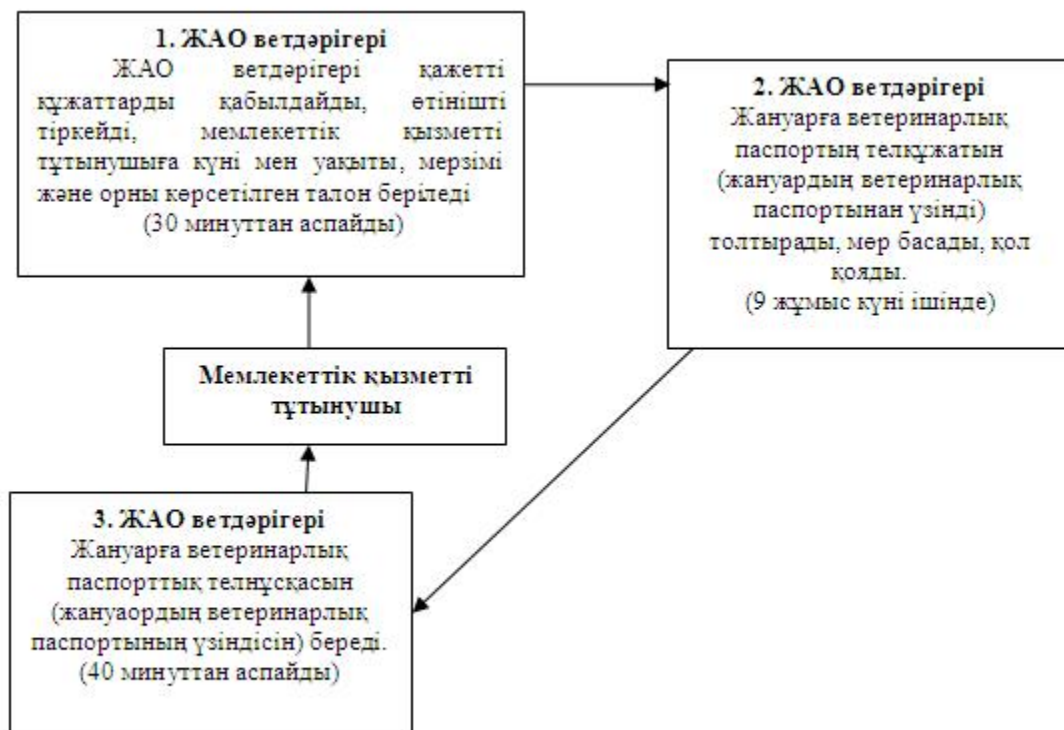 1. ЖАО ветдәрігері
ЖАО ветдәрігері қажетті
құжаттарды қабылдайды, өтінішті
тіркейді, мемлекеттік қызметті
тұтынушыға күні мен уақыты, мерзімі
және орны көрсетілген талон беріледі
(30 минуттан аспайды)
2. ЖАО ветдәрігері
Жануарға ветеринарлық
паспортың телқұжатын
(жануардың ветеринарлық
паспортынан үзінді)
толтырады, мөр басады, қол
қояды.
(9 жұмыс күні ішінде)
Мемлекеттік қызметті
тұтынушы
3. ЖАО ветдәрігері
Жануарға ветеринарлық
паспорттық телнұсқасын
(жануаордың ветеринарлық
паспортының үзіндісін) береді.
(40 минуттан аспайды)